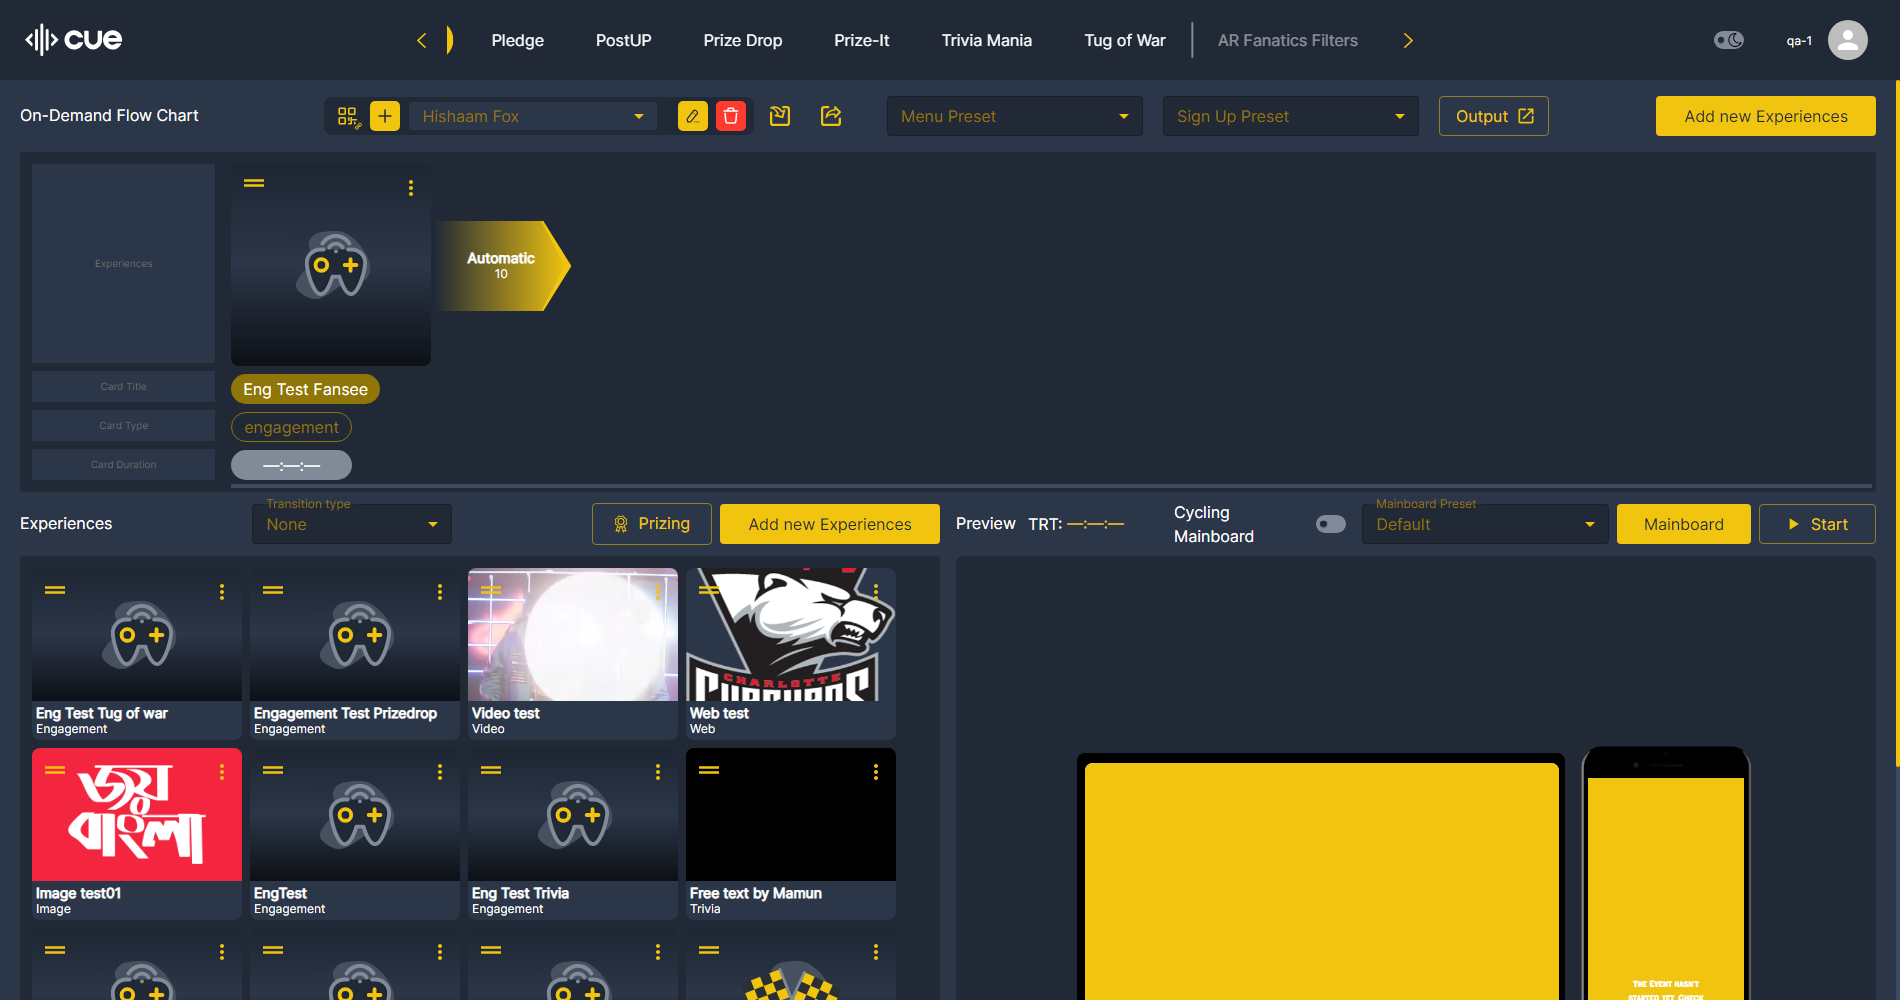 cue
Pledge
PostUP
Prize Drop
Prize-It
Trivia Mania
Tug of War
AR Fanatics Filters
qa-1
On-Demand Flow Chart
Hishaam Fox
Menu Preset
Sign Up Preset
Output
Add new Experiences
Experiences
Automatic
10
Card Title
Eng Test Fansee
Card Type
engagement
Card Duration
—:—:—
Experiences
Transition type
None
Prizing
Add new Experiences
Preview
TRT: —:—:—
Cycling
Mainboard
Mainboard Preset
Default
Mainboard
Start
Eng Test Tug of war
Engagement
Engagement Test Prizedrop
Engagement
Video test
Video
CHARLOTTE
Web test
Web
জয়
বাংলা
Image test01
Image
EngTest
Engagement
Eng Test Trivia
Engagement
Free text by Mamun
Trivia
The Event hasn't
started yet. Check